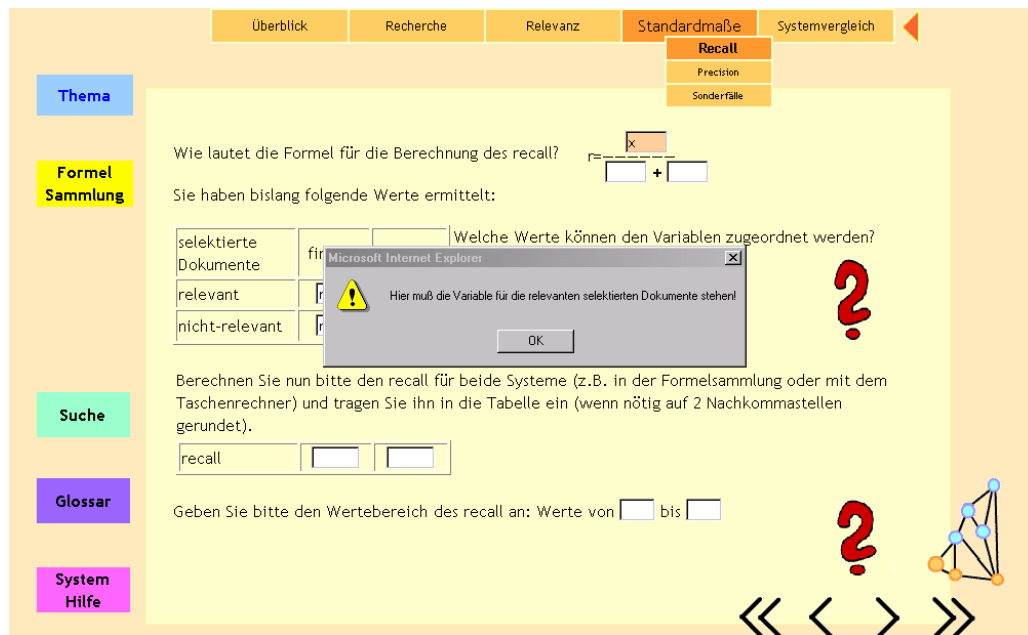 Überblick
Recherche
Relevanz
Standardmaße
Systemvergleich
Recall
Precision
Sonderfälle
Thema
Formel
Sammlung
Suche
Glossar
System
Hilfe
Wie lautet die Formel für die Berechnung des recall?
x
r=------
+
Sie haben bislang folgende Werte ermittelt:
selektierte
Dokumente
Welche Werte können den Variablen zugeordnet werden?
relevant
nicht-relevant
Microsoft Internet Explorer
Hier muß die Variable für die relevanten selektierten Dokumente stehen!
OK
Berechnen Sie nun bitte den recall für beide Systeme (z.B. in der Formelsammlung oder mit dem
Taschenrechner) und tragen Sie ihn in die Tabelle ein (wenn nötig auf 2 Nachkommastellen
gerundet).
recall
Geben Sie bitte den Wertebereich des recall an: Werte von bis